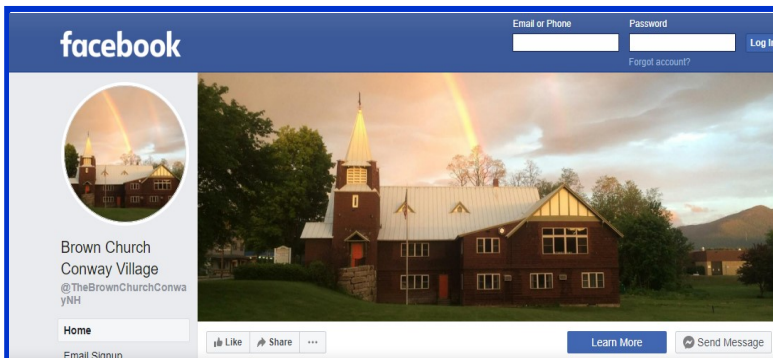 facebook
Email or Phone
Password
Log In
Forgot account?
Brown Church
Conway Village
@TheBrownChurchConwa
yNH
Home
Email Signup
Like
Share
...
Learn More
Send Message